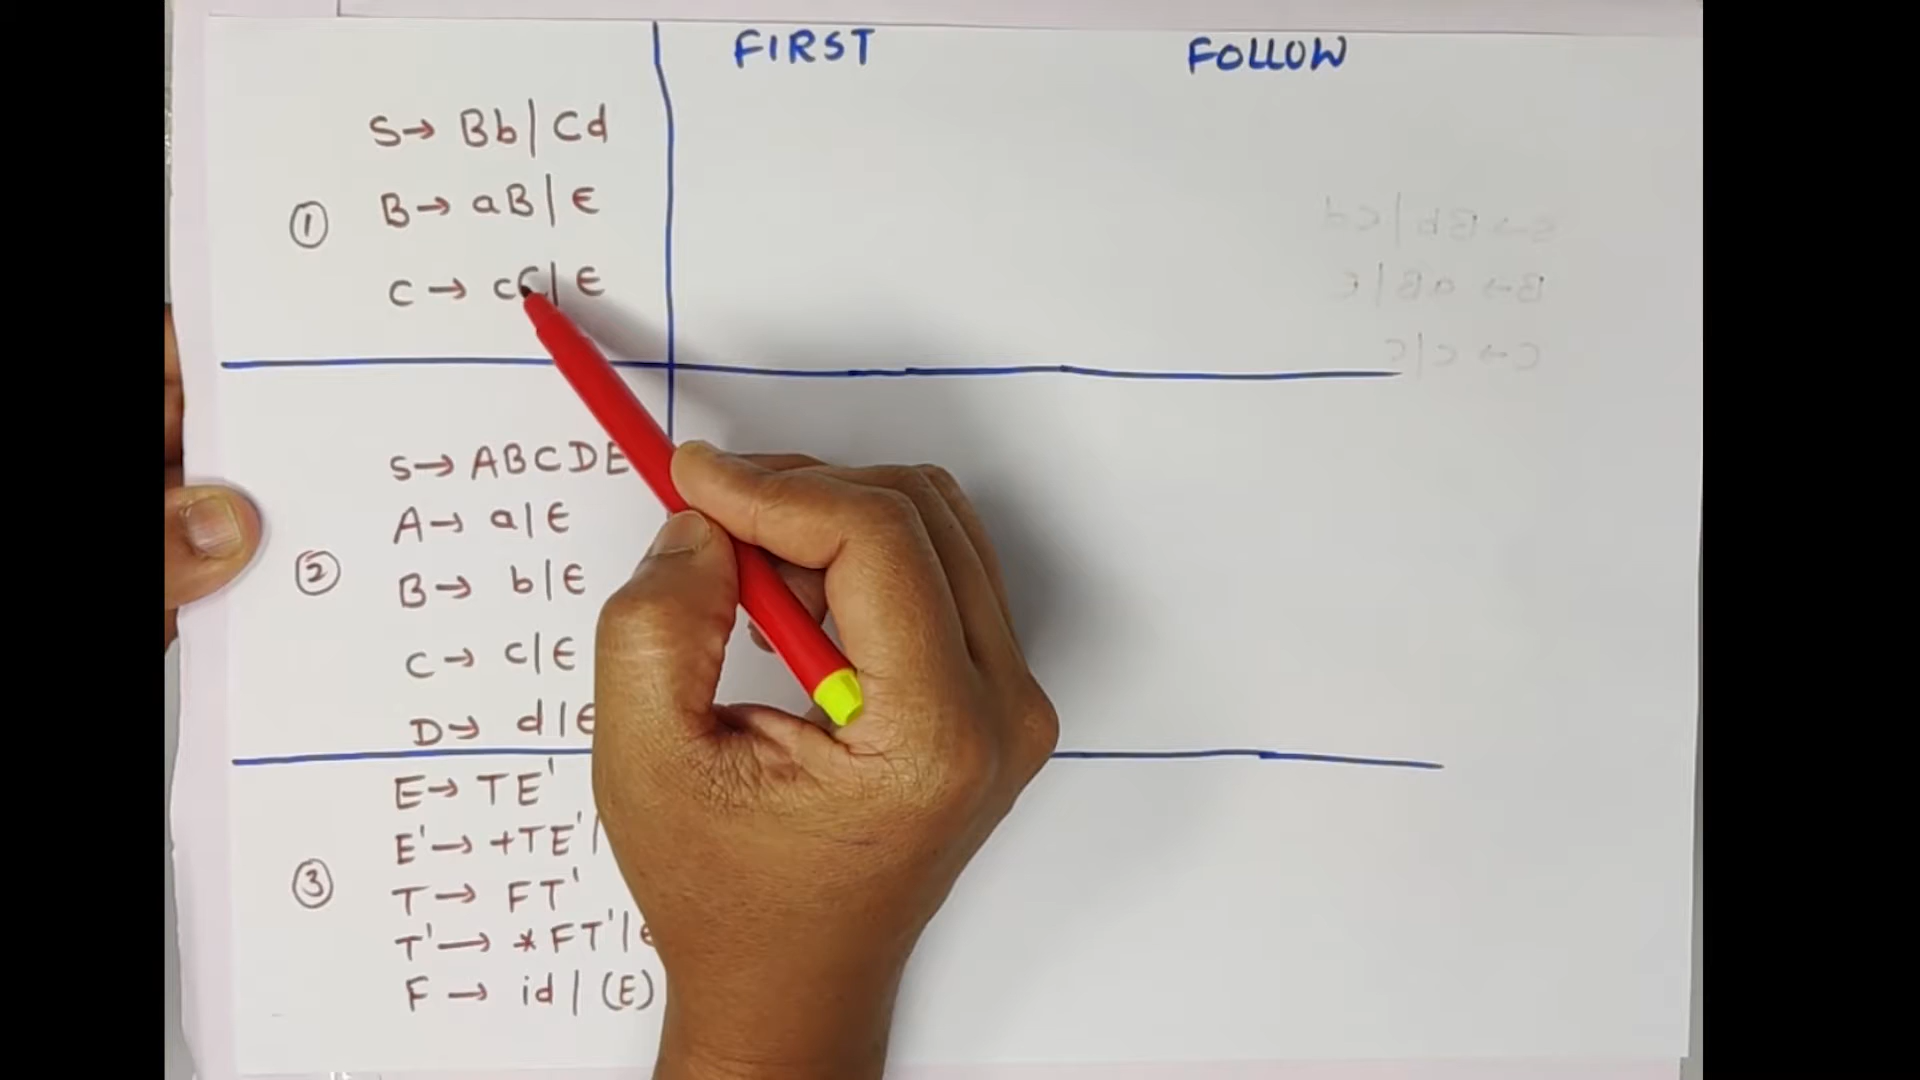 FIRST FOLLOW
S→ Bb | Cd
① B→ aB | ϵ
C → cC | ϵ
S→ ABCDE
A→ a | ϵ
② B→ b | ϵ
C→ c | ϵ
D→ d | ϵ
E→ TE'
E'→ +TE' |
③ T→ FT'
T'→ *FT' | ϵ
F → id | (E)